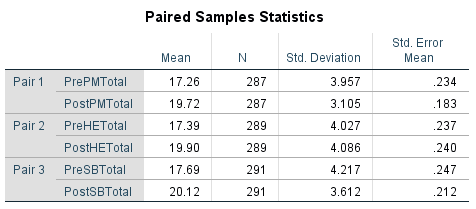 Paired Samples Statistics
Mean N Std. Deviation Std. Error Mean
Pair 1 PrePMTotal 17.26 287 3.957 .234
PostPMTotal 19.72 287 3.105 .183
Pair 2 PreHETotal 17.39 289 4.027 .237
PostHETotal 19.90 289 4.086 .240
Pair 3 PreSBTotal 17.69 291 4.217 .247
PostSBTotal 20.12 291 3.612 .212